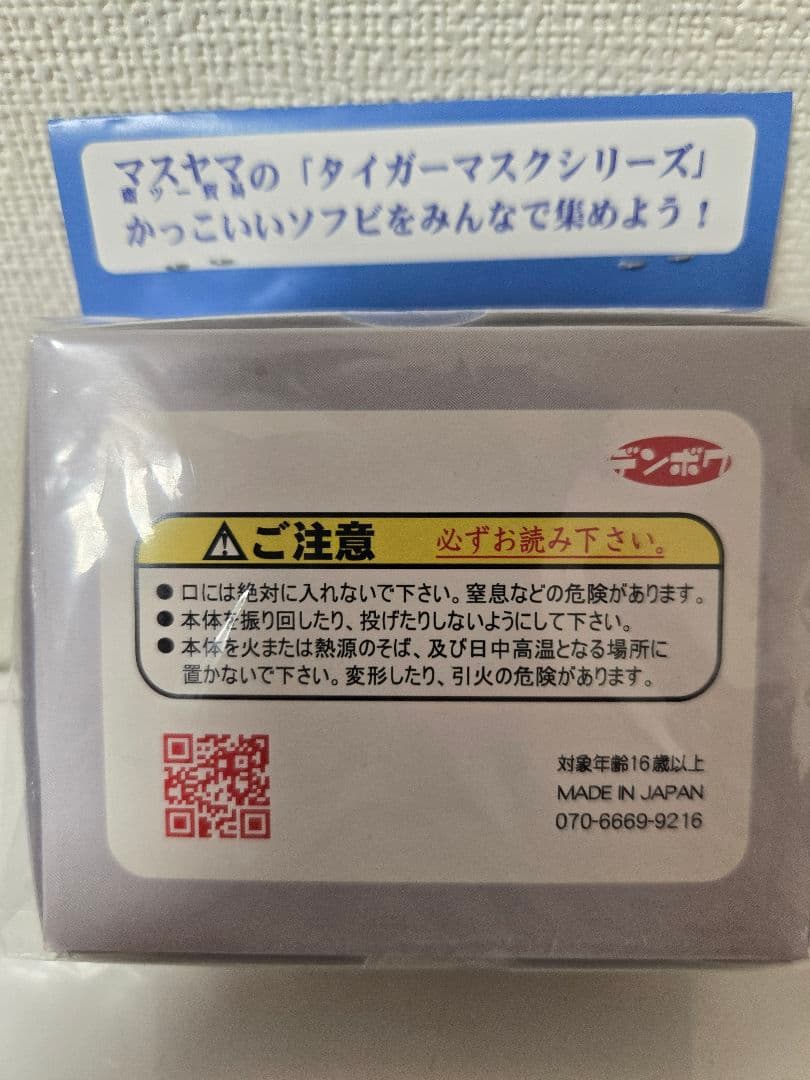 マスヤマの「タイガーマスクシリーズ」
かっこいいソフビをみんなで集めよう！
デンボク
ご注意 必ずお読み下さい。
● 口には絶対に入れないで下さい。窒息などの危険があります。
● 本体を振り回したり、投げたりしないようにして下さい。
● 本体を火または熱源のそば、及び日中高温となる場所に
置かないで下さい。変形したり、引火の危険があります。
対象年齢16歳以上
MADE IN JAPAN
070-6669-9216